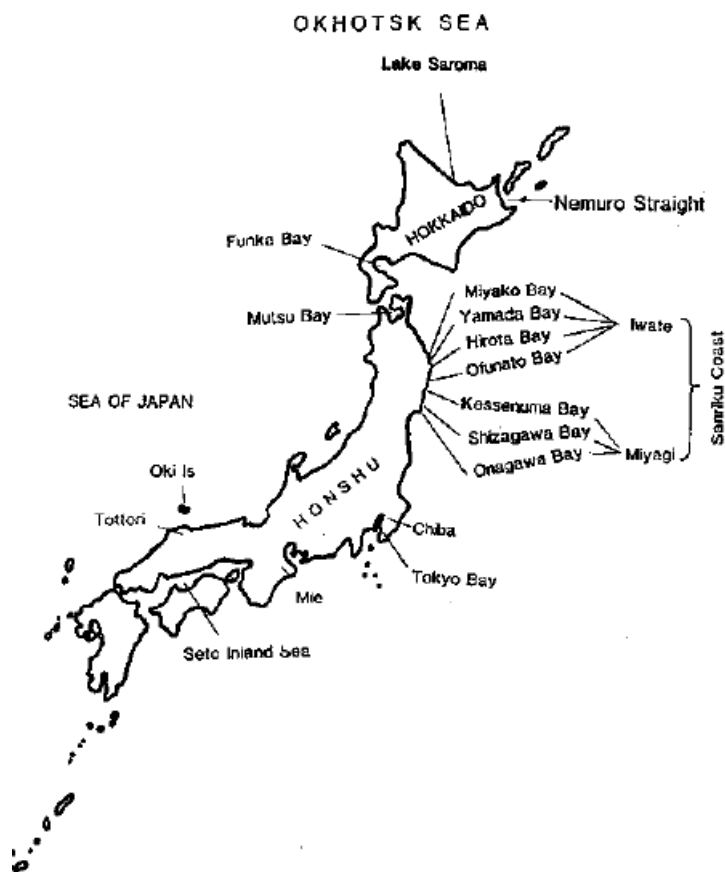 OKHOTSK SEA
Lake Saroma
HOKKAIDO
Nemuro Straight
Funka Bay
Mutsu Bay
Miyako Bay
Yamada Bay
Hirota Bay
Ofunato Bay
Iwate
Kessenuma Bay
Shizagawa Bay
Onagawa Bay
Miyagi
Sanriku Coast
SEA OF JAPAN
Oki Is
Tottori
HONSHU
Chiba
Tokyo Bay
Mie
Seto Inland Sea